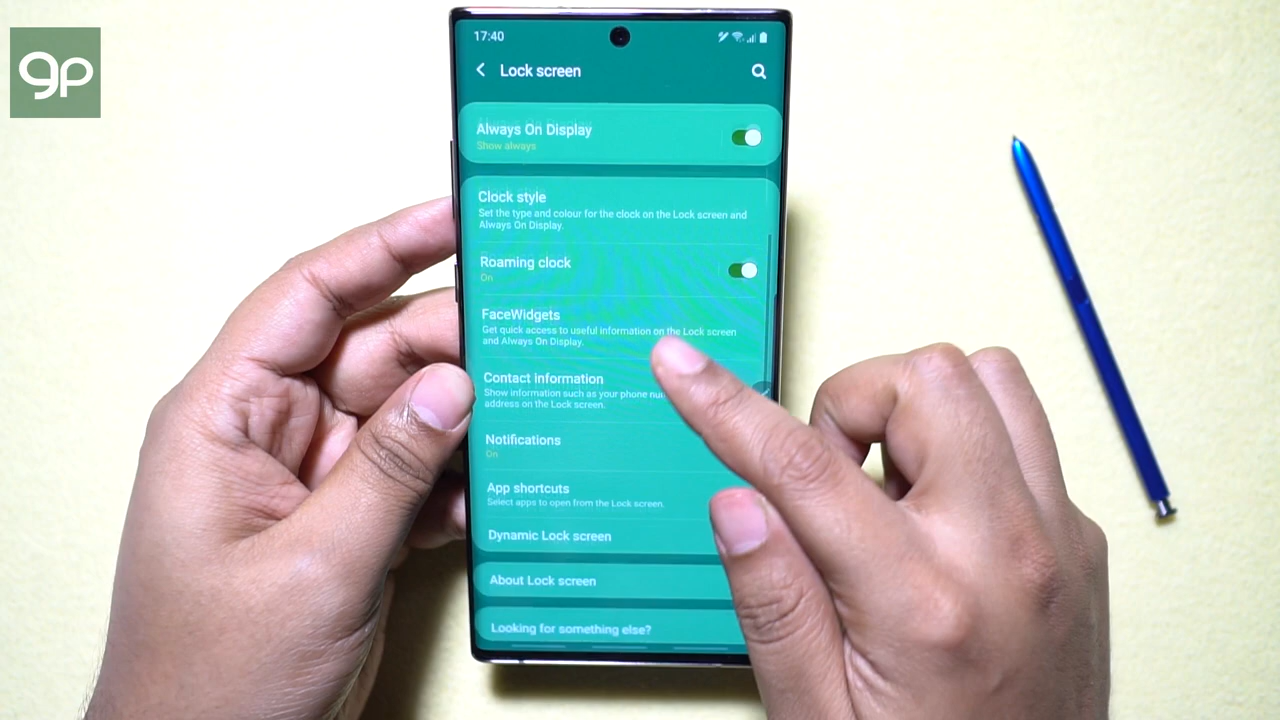 gp
17:40
Lock screen
Always On Display
Show always
Clock style
Set the type and colour for the clock on the Lock screen and
Always On Display.
Roaming clock
On
FaceWidgets
Get quick access to useful information on the Lock screen
and Always On Display.
Contact information
Show information such as your phone
address on the Lock screen.
Notifications
On
App shortcuts
Select apps to open from the Lock screen.
Dynamic Lock screen
About Lock screen
Looking for something else?